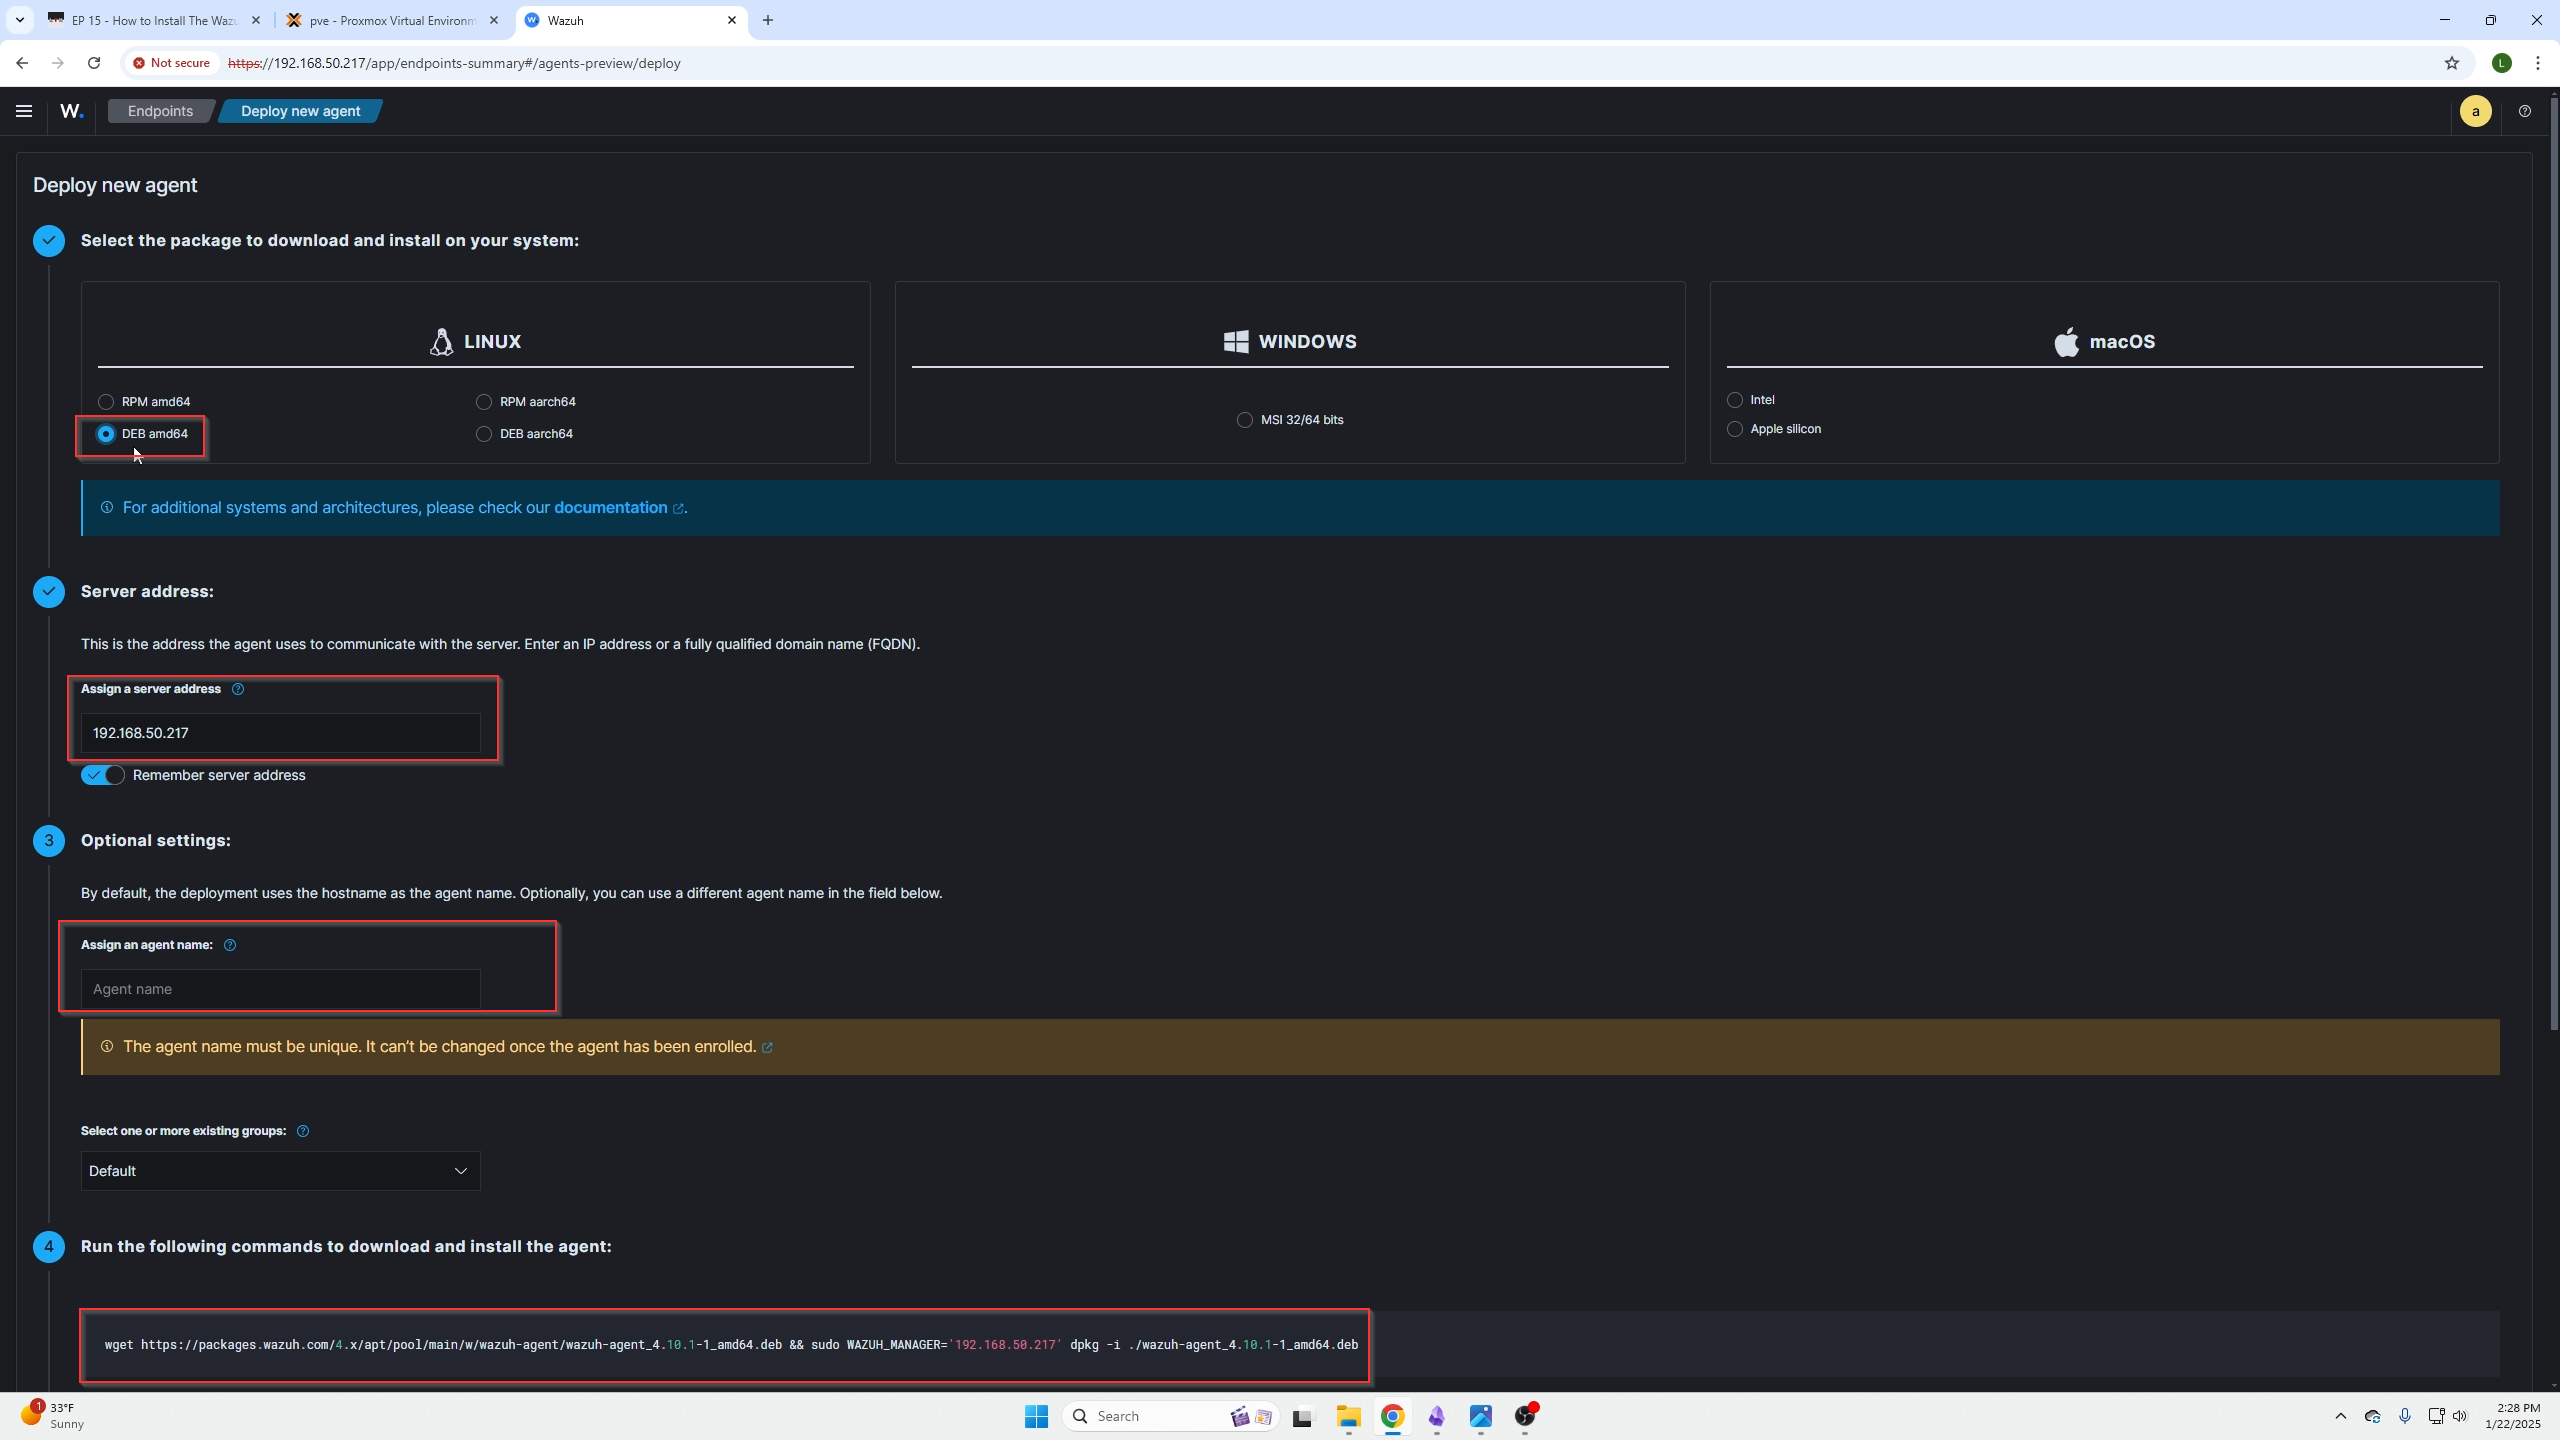 EP 15 - How to Install The Wazu
pve - Proxmox Virtual Environm
Wazuh
Not secure
https://192.168.50.217/app/endpoints-summary#/agents-preview/deploy
L
W.
Endpoints
Deploy new agent
a
Deploy new agent
Select the package to download and install on your system:
LINUX
WINDOWS
macOS
RPM amd64
RPM aarch64
DEB amd64
DEB aarch64
MSI 32/64 bits
Intel
Apple silicon
For additional systems and architectures, please check our documentation.
Server address:
This is the address the agent uses to communicate with the server. Enter an IP address or a fully qualified domain name (FQDN).
Assign a server address
192.168.50.217
Remember server address
3
Optional settings:
By default, the deployment uses the hostname as the agent name. Optionally, you can use a different agent name in the field below.
Assign an agent name:
Agent name
The agent name must be unique. It can't be changed once the agent has been enrolled.
Select one or more existing groups:
Default
4
Run the following commands to download and install the agent:
wget https://packages.wazuh.com/4.x/apt/pool/main/w/wazuh-agent/wazuh-agent_4.10.1-1_amd64.deb && sudo WAZUH_MANAGER='192.168.50.217' dpkg -i ./wazuh-agent_4.10.1-1_amd64.deb
1
33°F
Sunny
Search
2:28 PM
1/22/2025